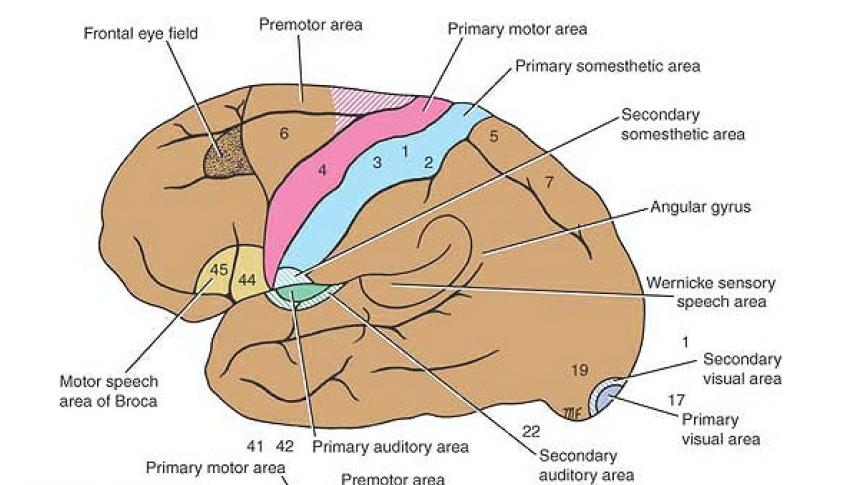 Premotor area
Frontal eye field
Primary motor area
Primary somesthetic area
Secondary
somesthetic area
6
1
5
3
2
4
7
Angular gyrus
45
44
Wernicke sensory
speech area
1
Secondary
visual area
19
Motor speech
area of Broca
17
Primary
visual area
22
41 42
Primary auditory area
Secondary
auditory area
Primary motor area
Premotor area